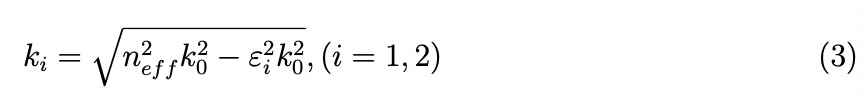 k_i = \sqrt{n_{eff}^2 k_0^2 - \varepsilon_i^2 k_0^2}, (i = 1, 2) (3)